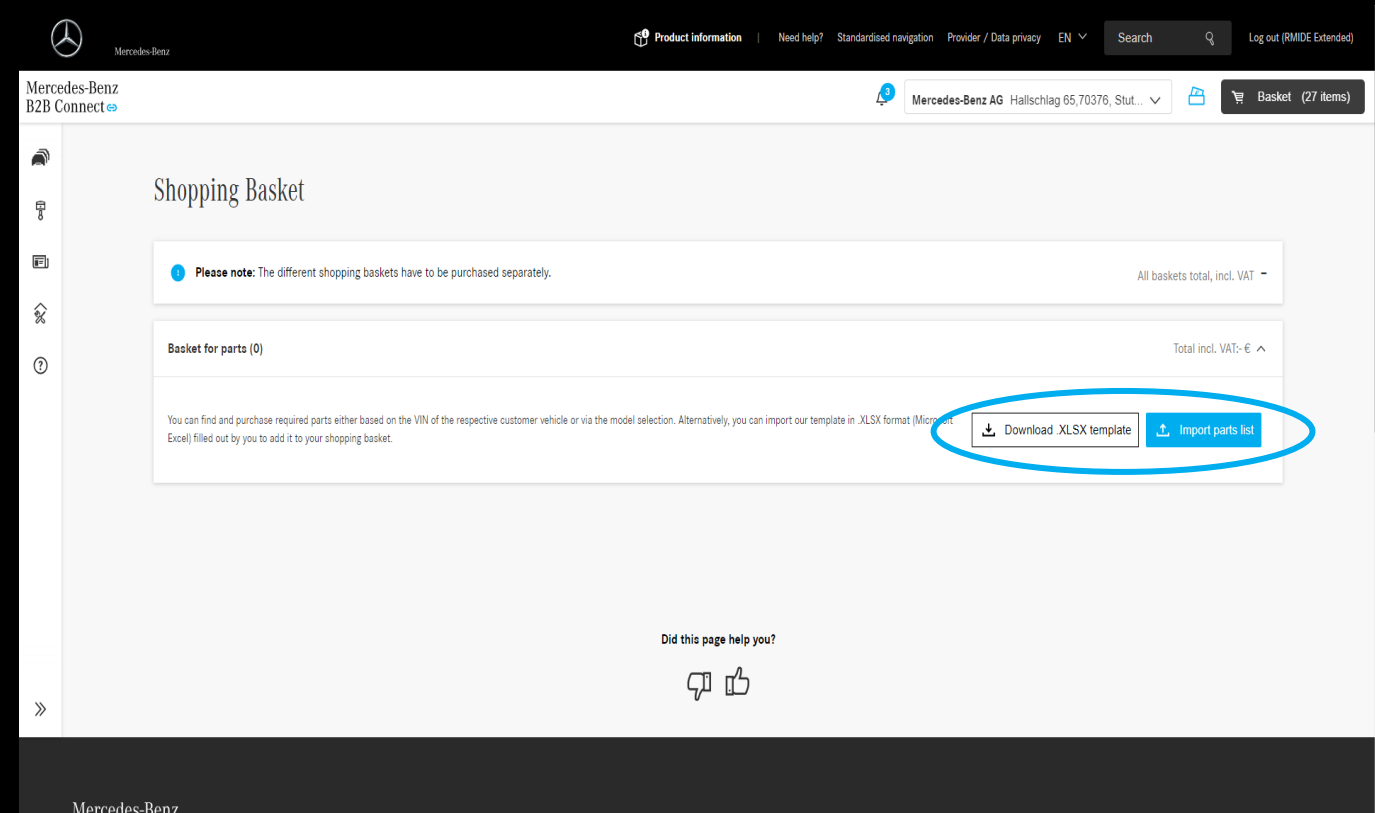 Mercedes-Benz
Product information | Need help? Standardised navigation Provider / Data privacy EN Search Log out (RMIDE Extended)
Mercedes-Benz
B2B Connect
3
Mercedes-Benz AG Hallschlag 65,70376, Stut...
Basket (27 items)
Shopping Basket
Please note: The different shopping baskets have to be purchased separately.
All baskets total, incl. VAT -
Basket for parts (0)
Total incl. VAT:- €
You can find and purchase required parts either based on the VIN of the respective customer vehicle or via the model selection. Alternatively, you can import our template in .XLSX format (Microsoft
Excel) filled out by you to add it to your shopping basket.
Download .XLSX template
Import parts list
Did this page help you?
Mercedes-Benz